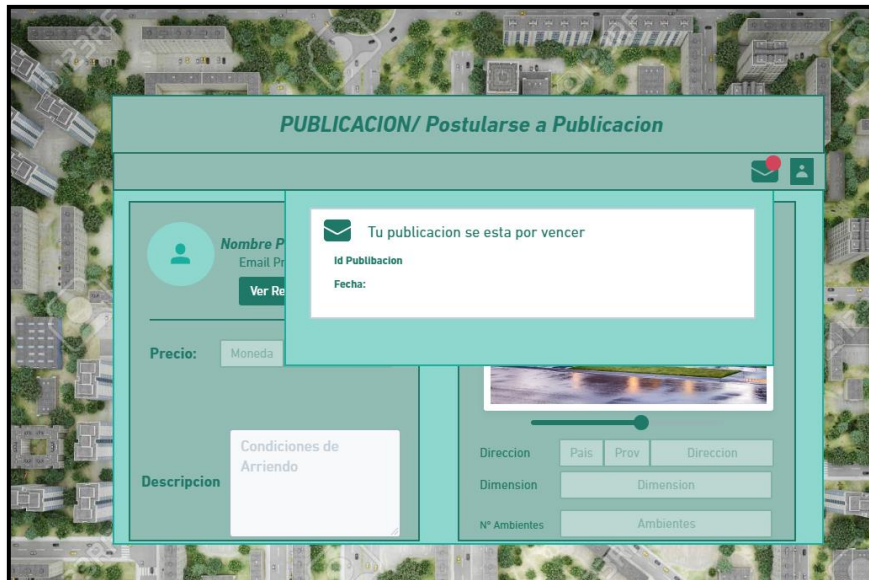 PUBLICACION/ Postularse a Publicacion
Tu publicacion se esta por vencer
Id Publibacion
Fecha:
Nombre P
Email Pr
Ver Re
Precio:
Moneda
Descripcion
Condiciones de
Arriendo
Direccion
Pais
Prov
Direccion
Dimension
Dimension
N° Ambientes
Ambientes